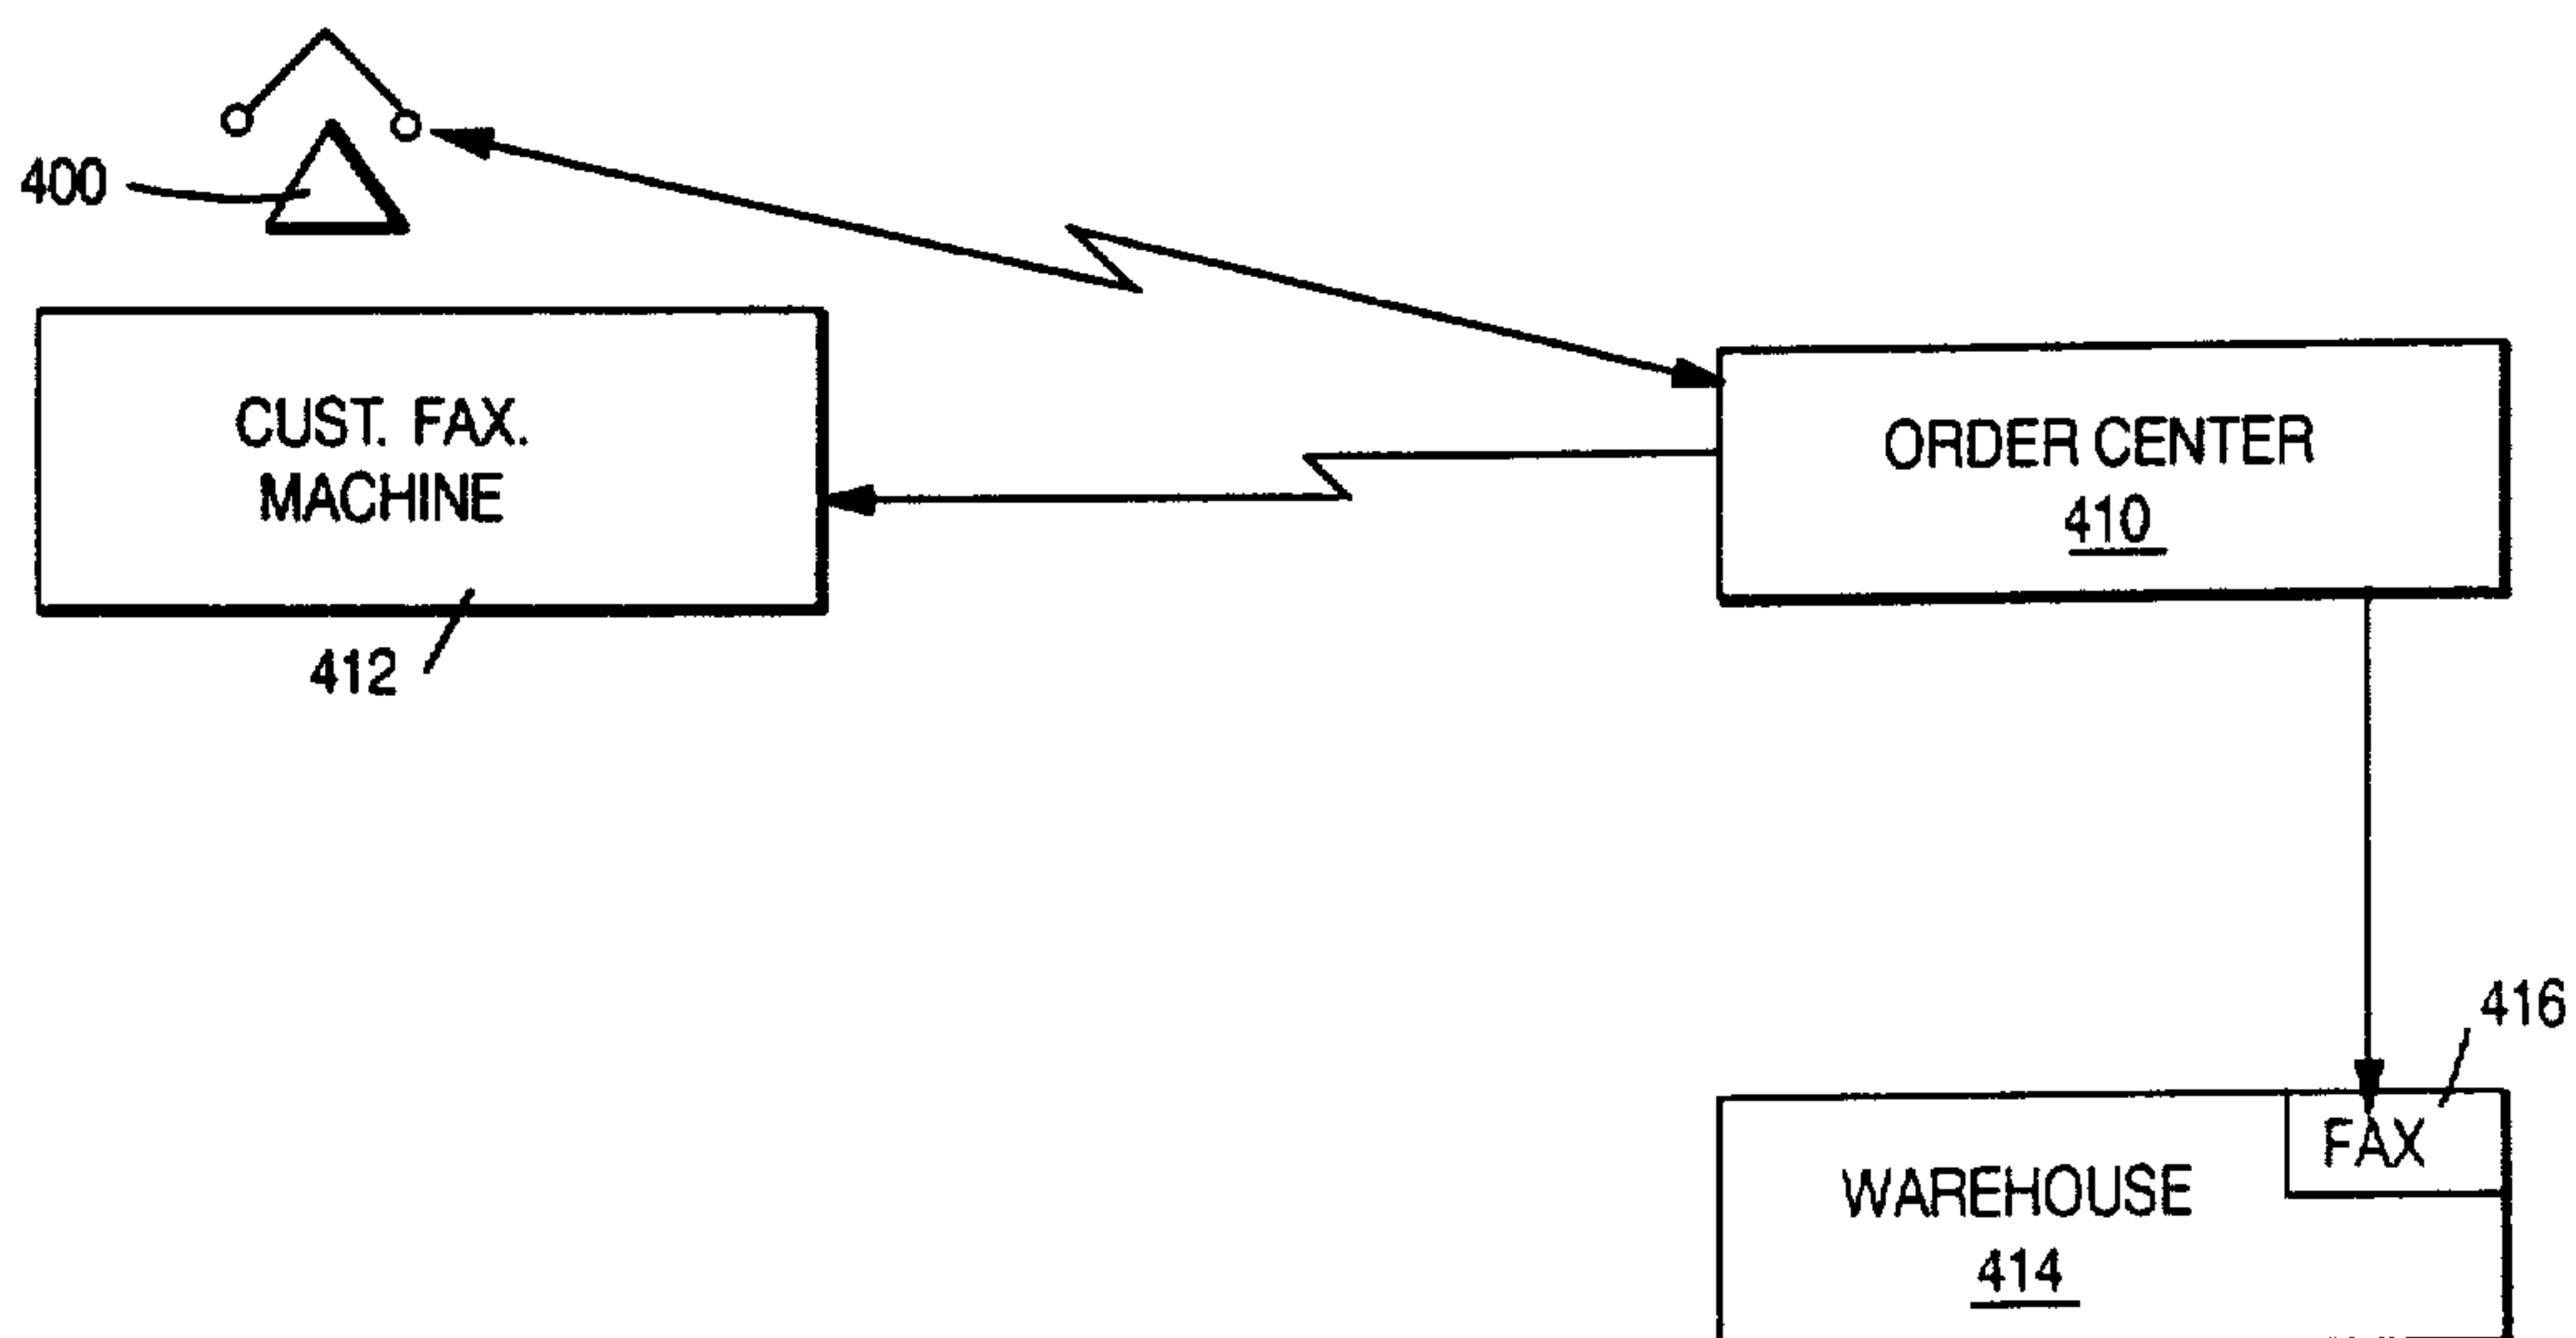 400
CUST. FAX.
MACHINE
412
ORDER CENTER
410
416
FAX
WAREHOUSE
414